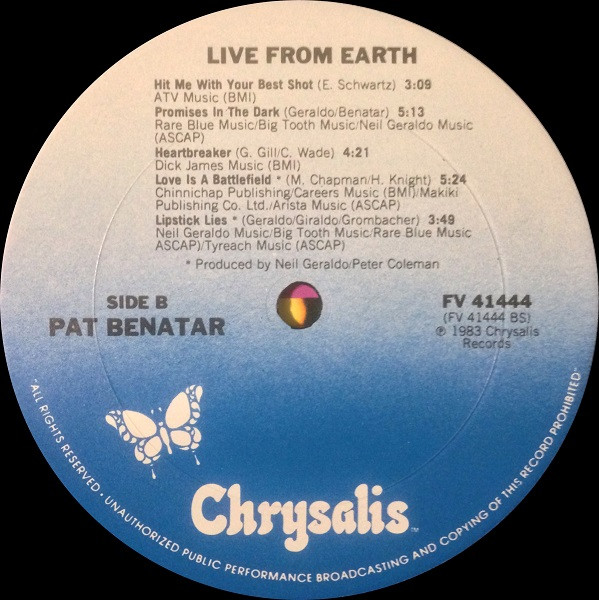 LIVE FROM EARTH
Hit Me With Your Best Shot (E. Schwartz) 3:09
ATV Music (BMI)
Promises In The Dark (Geraldo/Benatar) 5:13
Rare Blue Music/Big Tooth Music/Neil Geraldo Music
(ASCAP)
Heartbreaker (G. Gill/C. Wade) 4:21
Dick James Music (BMI)
Love Is A Battlefield * (M. Chapman/H. Knight) 5:24
Chinnichap Publishing/Careers Music (BMI)/Makiki
Publishing Co. Ltd./Arista Music (ASCAP)
Lipstick Lies * (Geraldo/Giraldo/Grombacher) 3:49
Neil Geraldo Music/Big Tooth Music/Rare Blue Music
ASCAP)/Tyreach Music (ASCAP)
* Produced by Neil Geraldo/Peter Coleman
SIDE B
PAT BENATAR
FV 41444
(FV 41444 BS)
℗ 1983 Chrysalis
Records
Chrysalis™
"ALL RIGHTS RESERVED · UNAUTHORIZED PUBLIC PERFORMANCE BROADCASTING AND COPYING OF THIS RECORD PROHIBITED"